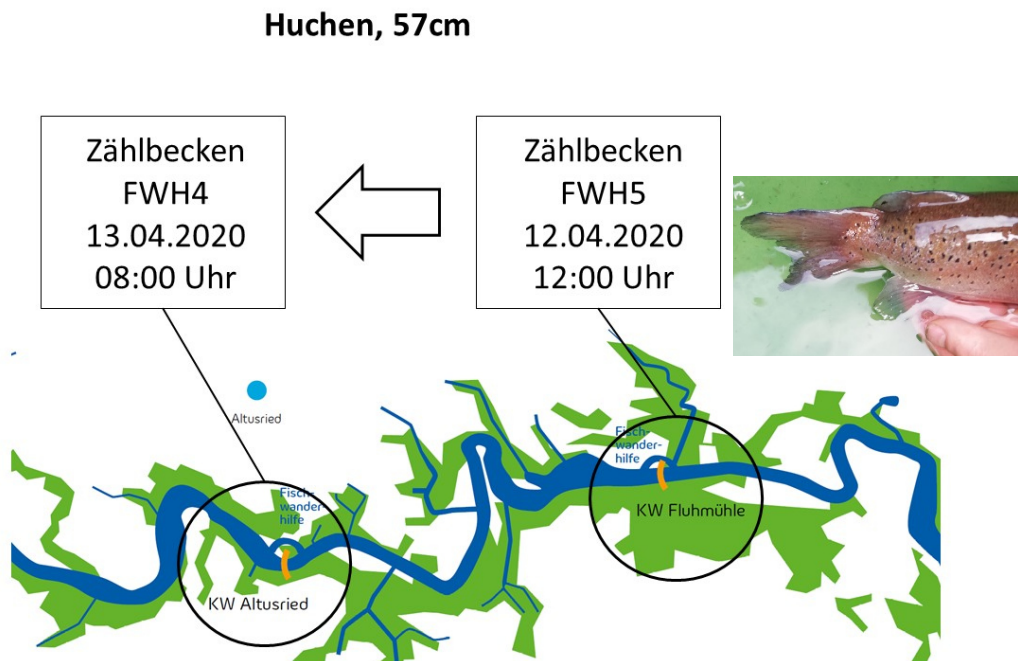 Huchen, 57cm
Zählbecken
FWH4
13.04.2020
08:00 Uhr
Zählbecken
FWH5
12.04.2020
12:00 Uhr
Altusried
Fisch-
wander-
hilfe
KW Fluhmühle
Fisch-
wander
hilfe
KW Altusried